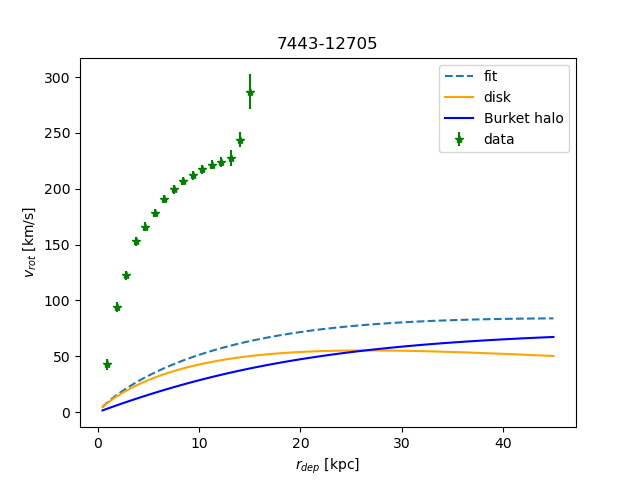 7443-12705
fit
disk
Burket halo
data
300
250
200
150
100
50
0
v_rot [km/s]
0 10 20 30 40
r_dep [kpc]